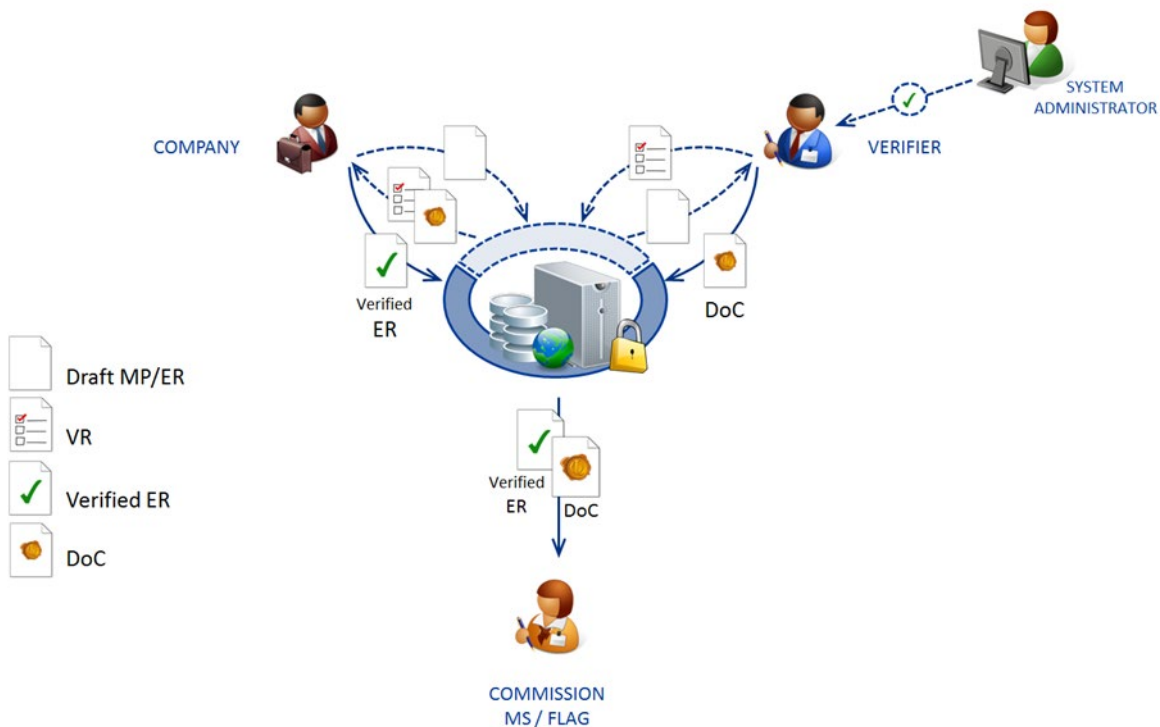 SYSTEM
ADMINISTRATOR
COMPANY
VERIFIER
Verified
ER
DoC
Draft MP/ER
VR
Verified ER
DoC
Verified
ER
DoC
COMMISSION
MS / FLAG